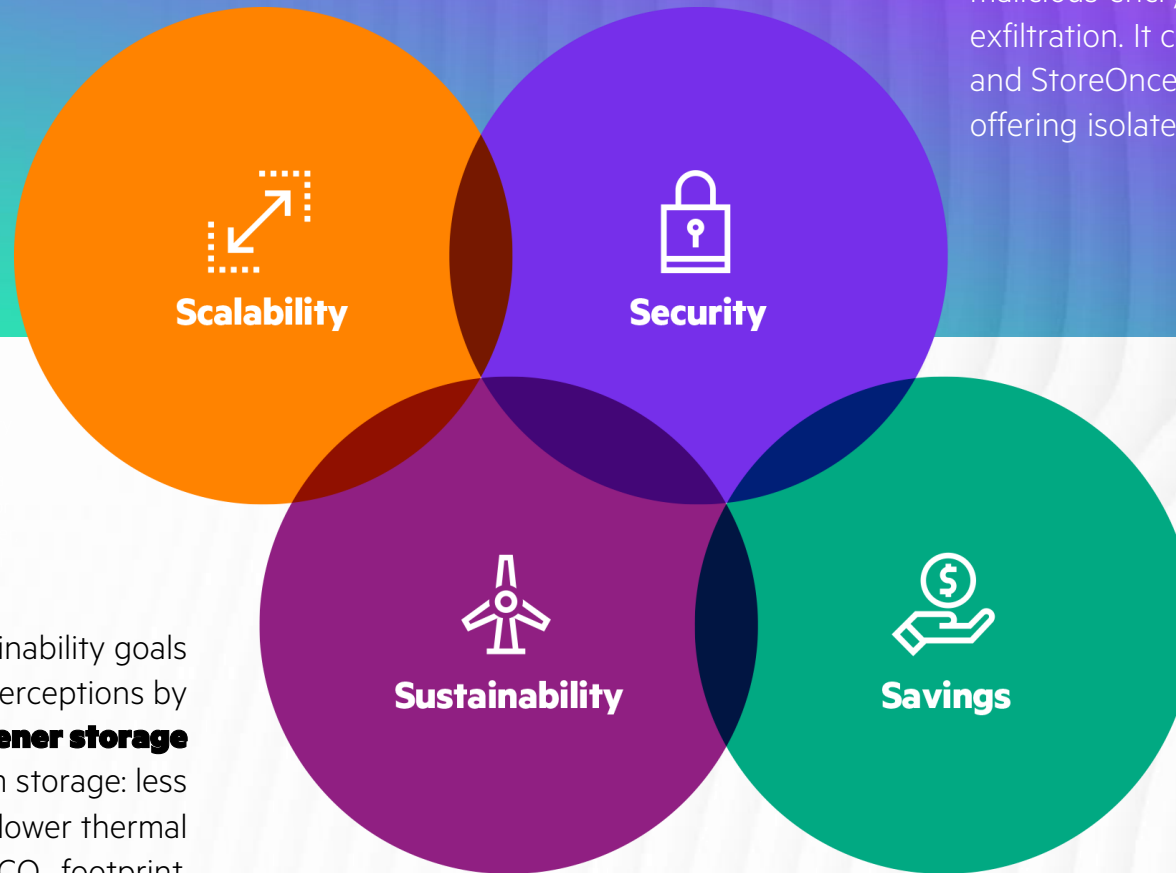 exfiltration. It c
and StoreOnce
offering isolate
Scalability
Security
inability goals
erceptions by
ener storage
storage: less
lower thermal
footprint.
Sustainability
Savings